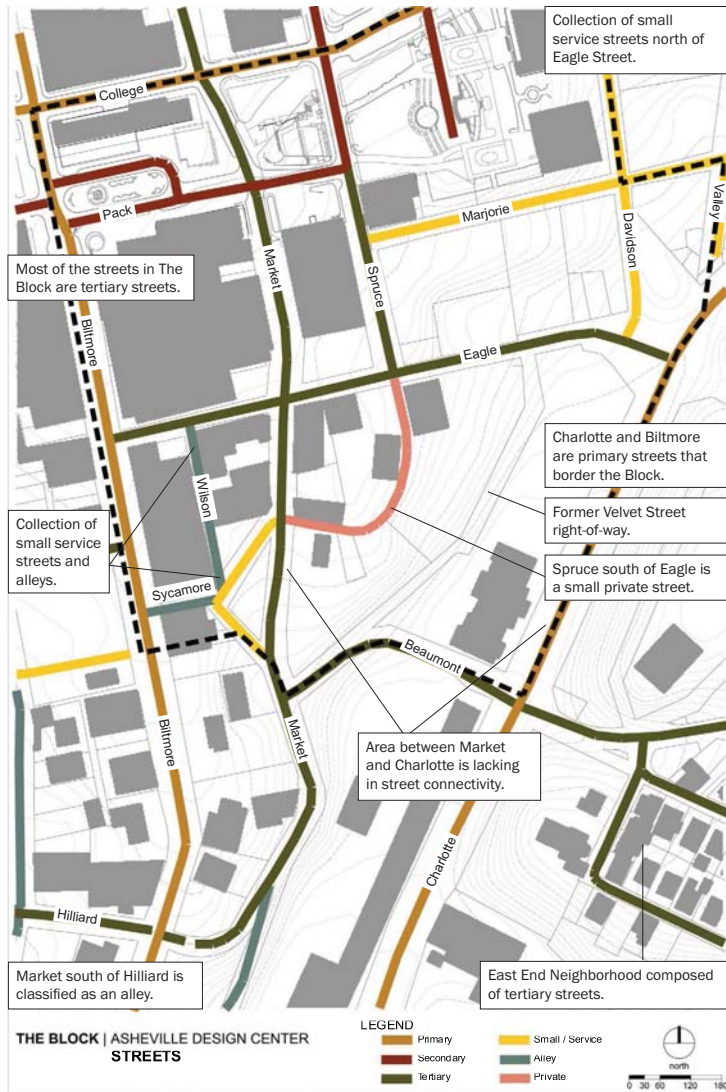 Collection of small
service streets north of
Eagle Street.
College
Pack
Marjorie
Valley
Davidson
Market
Spruce
Most of the streets in The
Block are tertiary streets.
Biltmore
Eagle
Charlotte and Biltmore
are primary streets that
border the Block.
Former Velvet Street
right-of-way.
Wilson
Collection of
small service
streets and
alleys.
Spruce south of Eagle is
a small private street.
Sycamore
Beaumont
Biltmore
Market
Area between Market
and Charlotte is lacking
in street connectivity.
Charlotte
Hilliard
Market south of Hilliard is
classified as an alley.
East End Neighborhood composed
of tertiary streets.
THE BLOCK | ASHEVILLE DESIGN CENTER
STREETS
LEGEND
Primary
Secondary
Tertiary
Small / Service
Alley
Private
north
0 30 60 120 180